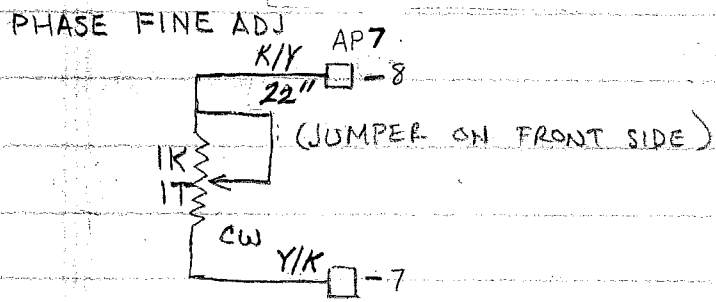 PHASE FINE ADJ
AP7
K/Y
-8
22"
(JUMPER ON FRONT SIDE)
1K
1T
CW
Y/K
-7